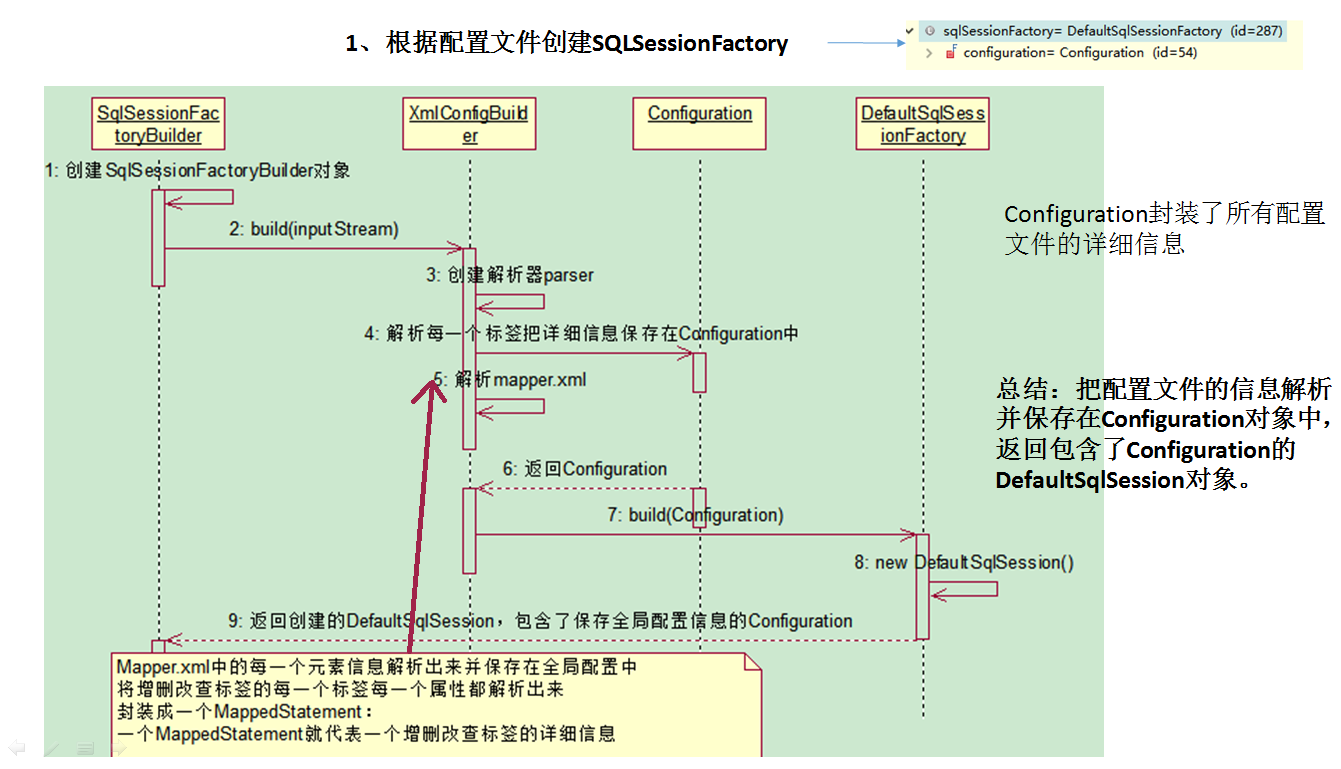 1、根据配置文件创建SQLSessionFactory
sqlSessionFactory= DefaultSqlSessionFactory (id=287)
configuration= Configuration (id=54)
SqlSessionFac
toryBuilder
XmlConfigBuild
er
Configuration
DefaultSqlSess
ionFactory
1: 创建SqlSessionFactoryBuilder对象
2: build(inputStream)
Configuration封装了所有配置
文件的详细信息
3: 创建解析器parser
4: 解析每一个标签把详细信息保存在Configuration中
5: 解析mapper.xml
总结：把配置文件的信息解析
并保存在Configuration对象中，
返回包含了Configuration的
DefaultSqlSession对象。
6: 返回Configuration
7: build(Configuration)
8: new DefaultSqlSession()
9: 返回创建的DefaultSqlSession，包含了保存全局配置信息的Configuration
Mapper.xml中的每一个元素信息解析出来并保存在全局配置中
将增删改查标签的每一个标签每一个属性都解析出来
封装成一个MappedStatement：
一个MappedStatement就代表一个增删改查标签的详细信息